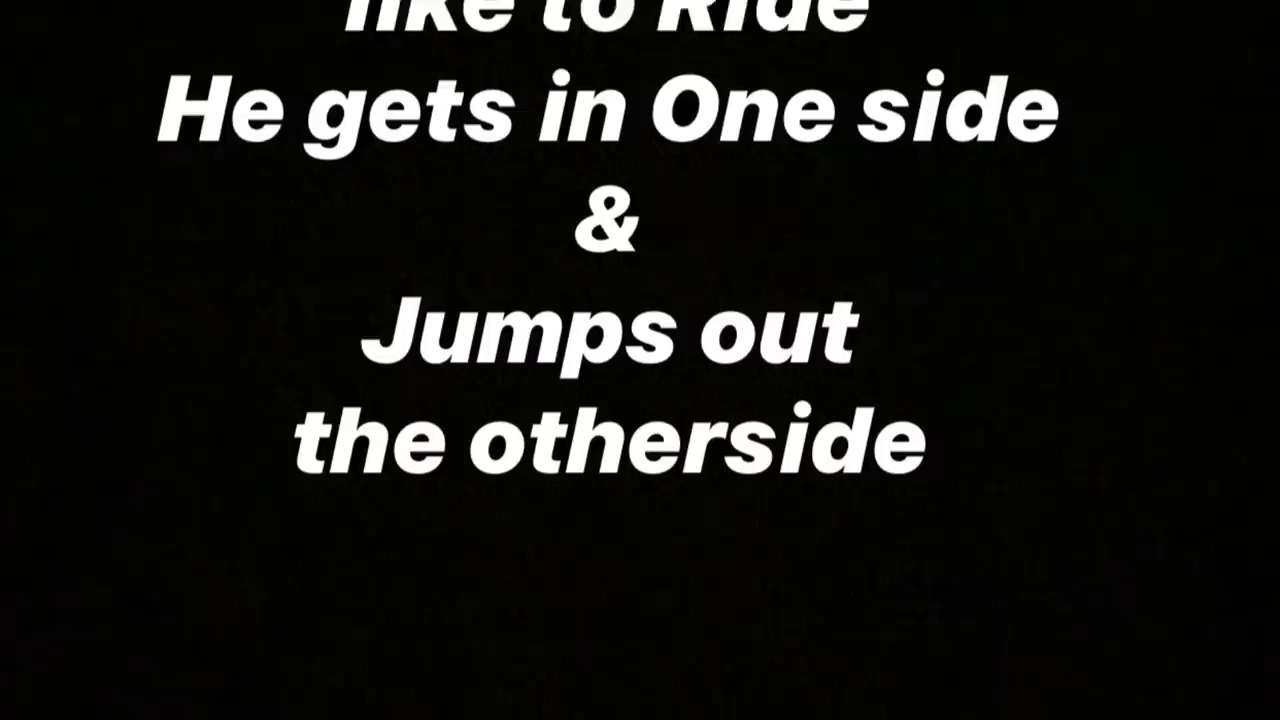 like to Ride
He gets in One side
&
Jumps out
the otherside